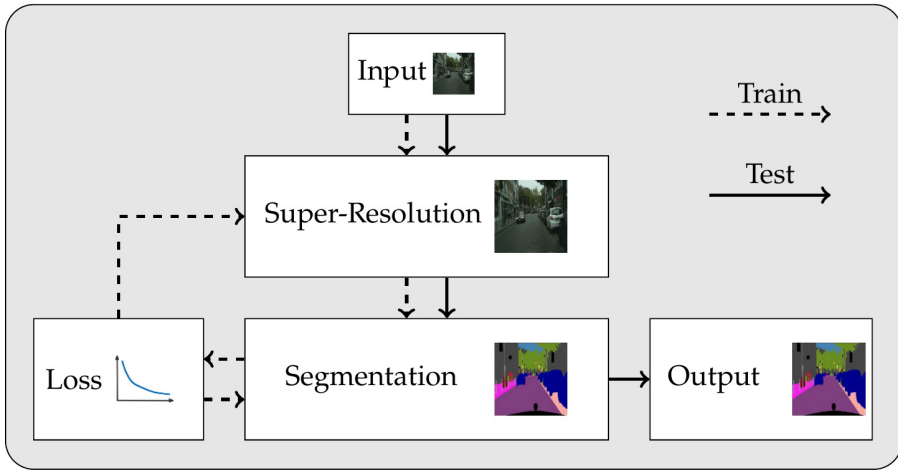 Input
Train
Test
Super-Resolution
Loss
Segmentation
Output